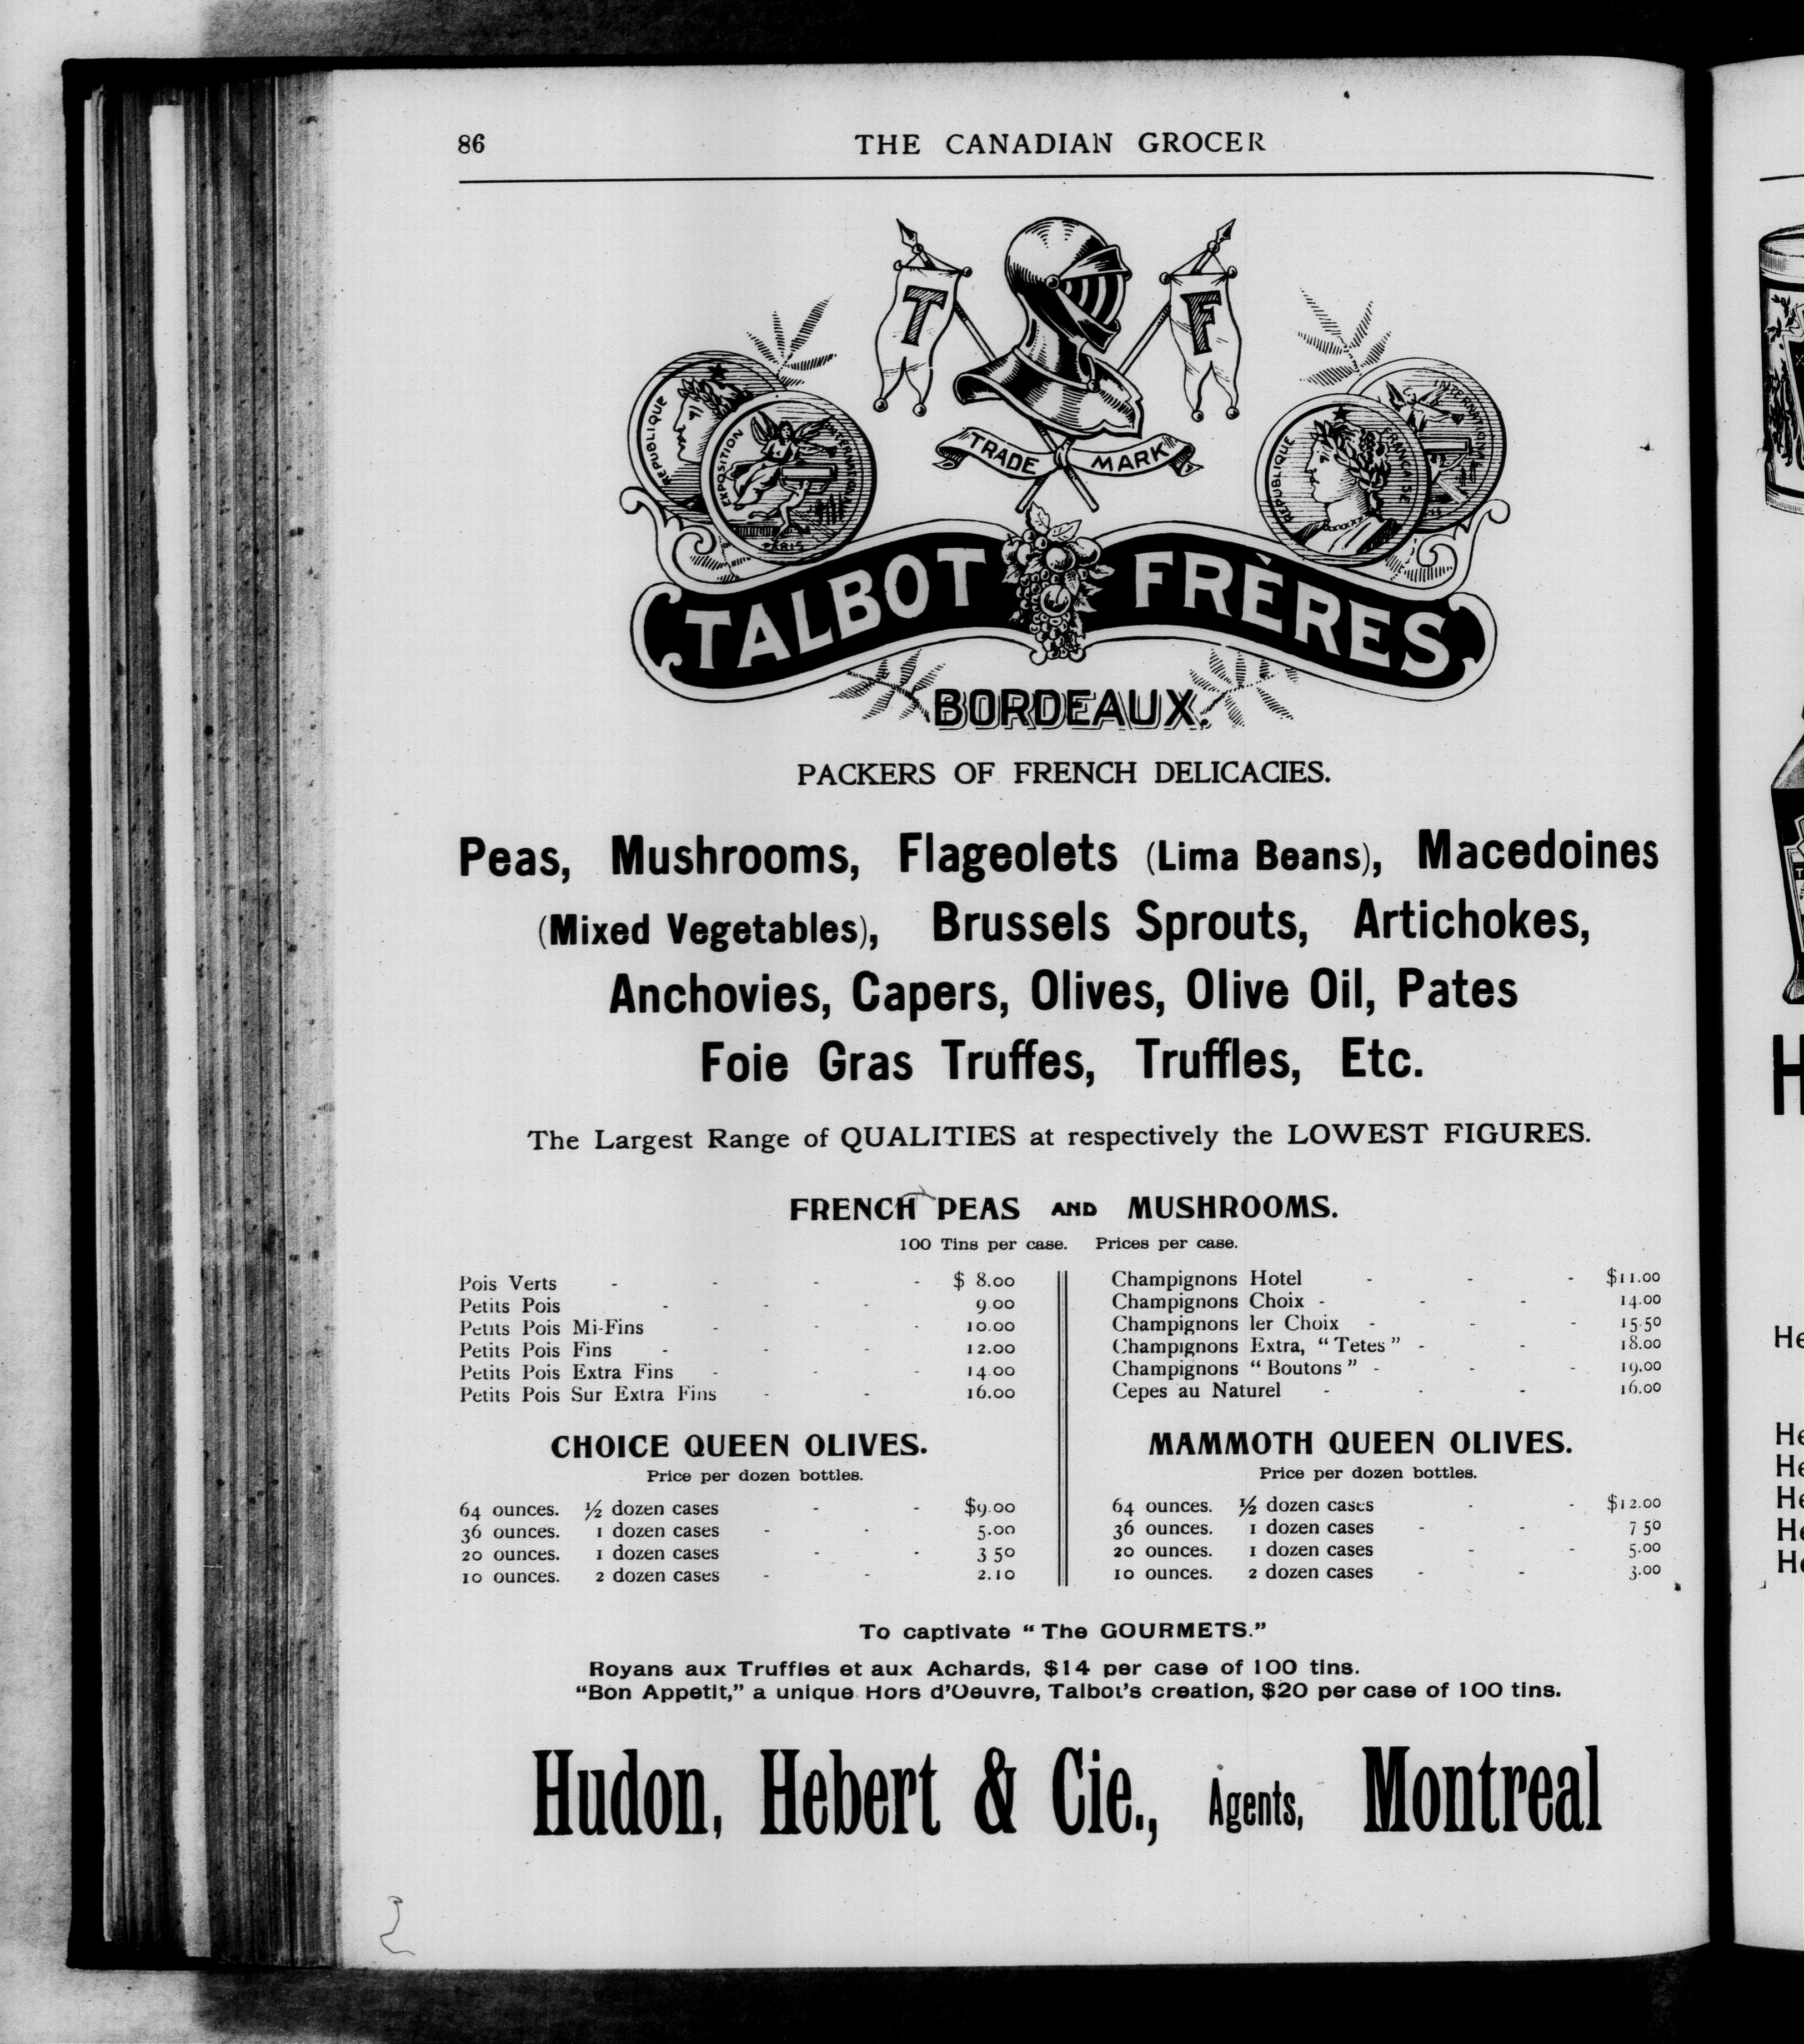 86
THE CANADIAN GROCER
T
F
TRADE MARK
REPUBLIQUE
EXPOSITION INTERNATIONAL
PARIS
REPUBLIQUE FRANCAISE
INTERNATIONAL
TALBOT FRÈRES
BORDEAUX.
PACKERS OF FRENCH DELICACIES.
Peas, Mushrooms, Flageolets (Lima Beans), Macedoines
(Mixed Vegetables), Brussels Sprouts, Artichokes,
Anchovies, Capers, Olives, Olive Oil, Pates
Foie Gras Truffes, Truffles, Etc.
The Largest Range of QUALITIES at respectively the LOWEST FIGURES.
FRENCH PEAS AND MUSHROOMS.
100 Tins per case. Prices per case.
Pois Verts - - - - $ 8.00
Petits Pois - - - 9.00
Petits Pois Mi-Fins - - - 10.00
Petits Pois Fins - - - - 12.00
Petits Pois Extra Fins - - - 14.00
Petits Pois Sur Extra Fins - - 16.00
Champignons Hotel - - - $11.00
Champignons Choix - - - 14.00
Champignons 1er Choix - - - 15.50
Champignons Extra, "Tetes" - - 18.00
Champignons "Boutons" - - - 19.00
Cepes au Naturel - - - 16.00
CHOICE QUEEN OLIVES.
Price per dozen bottles.
64 ounces. ½ dozen cases - - $9.00
36 ounces. 1 dozen cases - - 5.00
20 ounces. 1 dozen cases - - 3 50
10 ounces. 2 dozen cases - - 2.10
MAMMOTH QUEEN OLIVES.
Price per dozen bottles.
64 ounces. ½ dozen cases - - $12.00
36 ounces. 1 dozen cases - - 7 50
20 ounces. 1 dozen cases - - 5.00
10 ounces. 2 dozen cases - - 3.00
To captivate "The GOURMETS."
Royans aux Truffles et aux Achards, $14 per case of 100 tins.
"Bon Appetit," a unique Hors d'Oeuvre, Talbot's creation, $20 per case of 100 tins.
Hudon, Hebert & Cie., Agents, Montreal